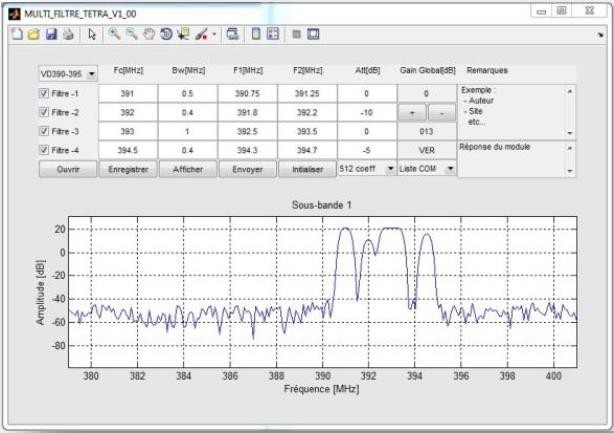 MULTI_FILTRE_TETRA_V1_00
VD390-395 Fc[MHz] Bw[MHz] F1[MHz] F2[MHz] Att[dB] Gain Global[dB] Remarques
Filtre -1 391 0.5 390.75 391.25 0 0 Exemple :
- Auteur
Filtre -2 392 0.4 391.8 392.2 -10 + - - Site
etc...
Filtre -3 393 1 392.5 393.5 0 013
Filtre -4 394.5 0.4 394.3 394.7 -5 VER Réponse du module
Ouvrir Enregistrer Afficher Envoyer Initialiser 512 coeff Liste COM
Sous-bande 1
20
0
-20
-40
-60
-80
Amplitude [dB]
380 382 384 386 388 390 392 394 396 398 400
Fréquence [MHz]